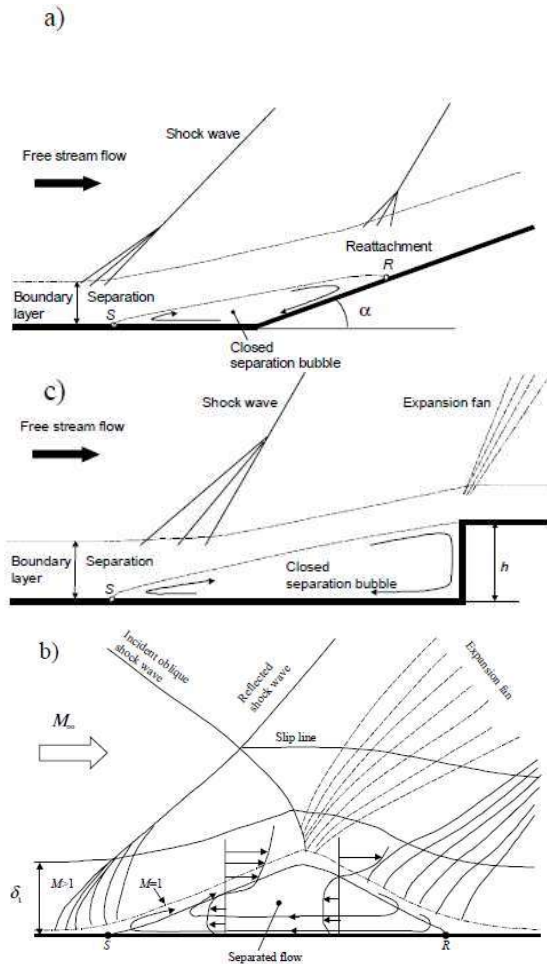 a)
Shock wave
Free stream flow
Reattachment
R
Boundary
layer
Separation
S
α
Closed
separation bubble
c)
Shock wave
Expansion fan
Free stream flow
Boundary
layer
Separation
S
Closed
separation bubble
h
b)
Incident oblique
shock wave
Reflected
shock wave
Expansion fan
M∞
Slip line
δ₁
M>1
M=1
S
R
Separated flow